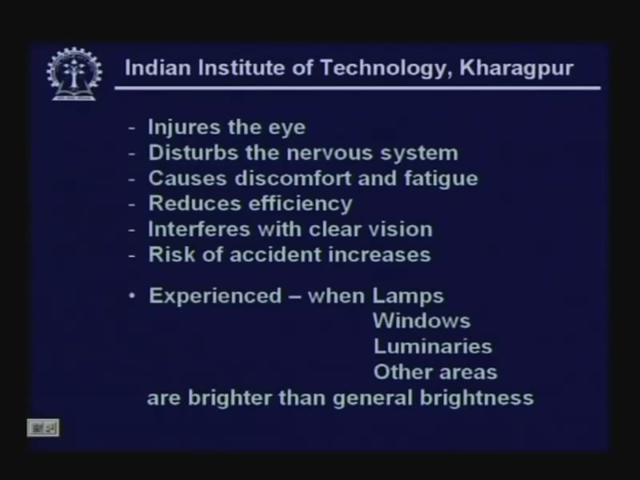 Indian Institute of Technology, Kharagpur
- Injures the eye
- Disturbs the nervous system
- Causes discomfort and fatigue
- Reduces efficiency
- Interferes with clear vision
- Risk of accident increases
• Experienced – when Lamps
Windows
Luminaries
Other areas
are brighter than general brightness